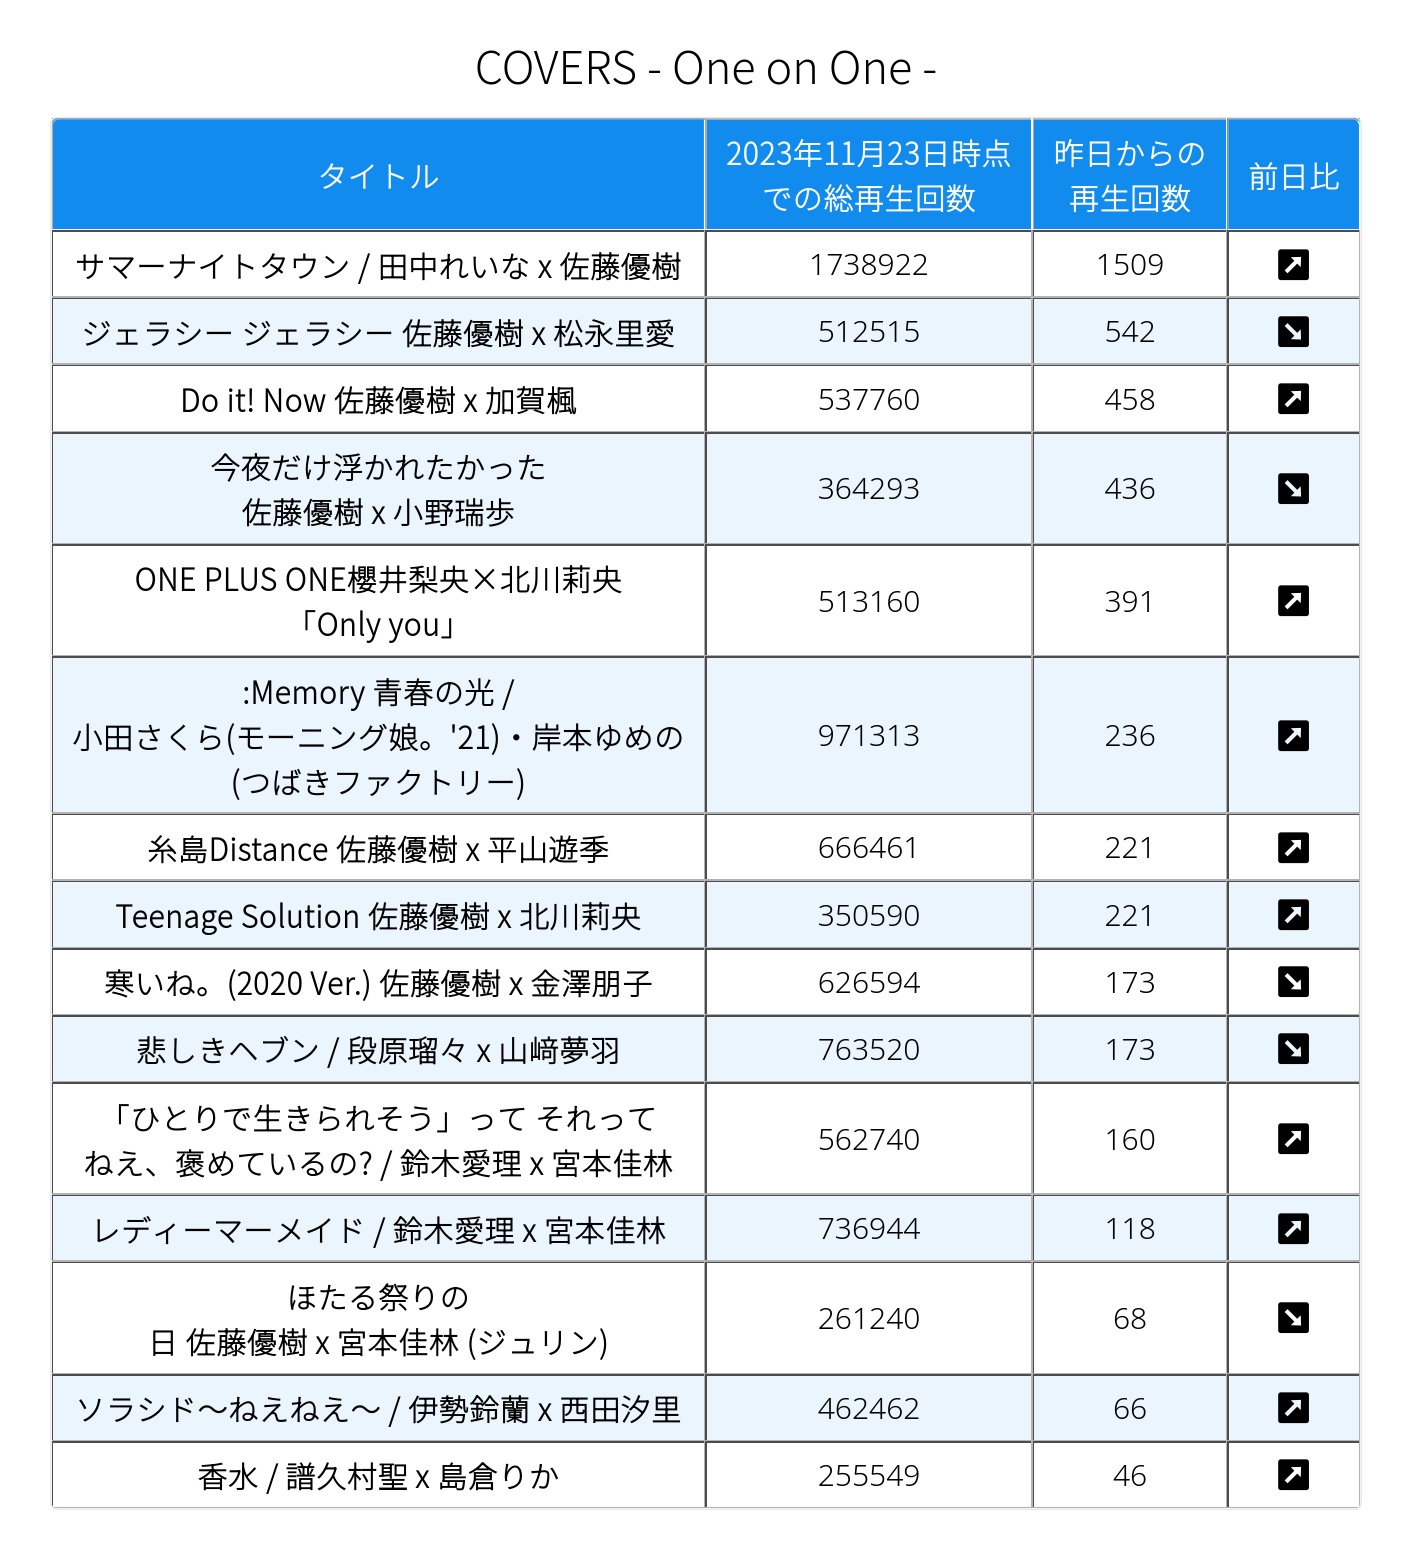 COVERS - One on One -
タイトル
2023年11月23日時点
での総再生回数
昨日からの
再生回数
前日比
サマーナイトタウン / 田中れいな x 佐藤優樹
1738922
1509
ジェラシー ジェラシー 佐藤優樹 x 松永里愛
512515
542
Do it! Now 佐藤優樹 x 加賀楓
537760
458
今夜だけ浮かれたかった
佐藤優樹 x 小野瑞歩
364293
436
ONE PLUS ONE櫻井梨央×北川莉央
「Only you」
513160
391
:Memory 青春の光 /
小田さくら(モーニング娘。'21)・岸本ゆめの
(つばきファクトリー)
971313
236
糸島Distance 佐藤優樹 x 平山遊季
666461
221
Teenage Solution 佐藤優樹 x 北川莉央
350590
221
寒いね。(2020 Ver.) 佐藤優樹 x 金澤朋子
626594
173
悲しきヘブン / 段原瑠々 x 山﨑夢羽
763520
173
「ひとりで生きられそう」って それって
ねえ、褒めているの? / 鈴木愛理 x 宮本佳林
562740
160
レディーマーメイド / 鈴木愛理 x 宮本佳林
736944
118
ほたる祭りの
日 佐藤優樹 x 宮本佳林 (ジュリン)
261240
68
ソラシド〜ねえねえ〜 / 伊勢鈴蘭 x 西田汐里
462462
66
香水 / 譜久村聖 x 島倉りか
255549
46